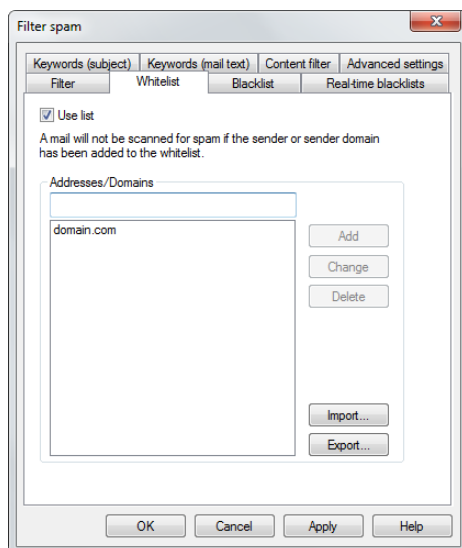 Filter spam
Keywords (subject) Keywords (mail text) Content filter Advanced settings
Filter Whitelist Blacklist Real-time blacklists
Use list
A mail will not be scanned for spam if the sender or sender domain
has been added to the whitelist.
Addresses/Domains
domain.com
Add
Change
Delete
Import...
Export...
OK Cancel Apply Help